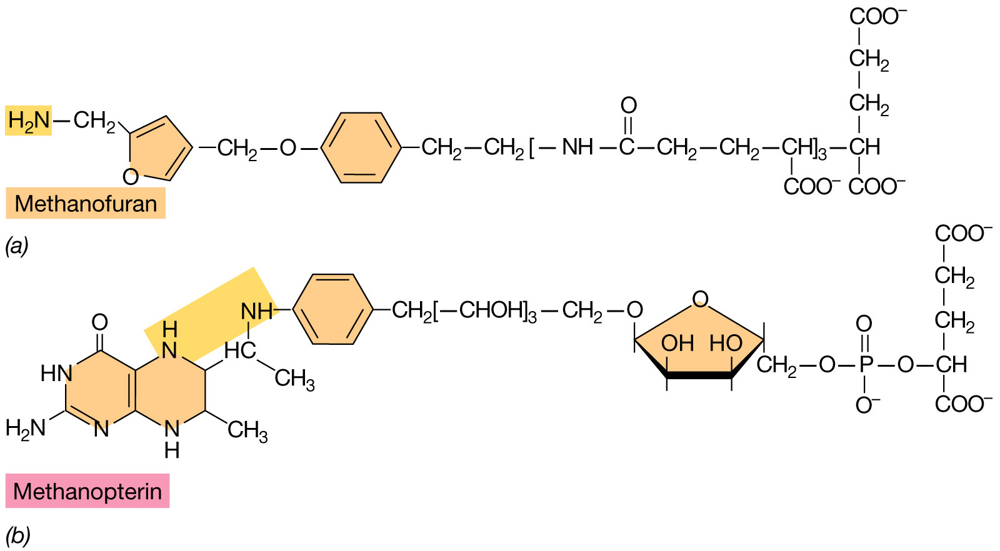 COO⁻
CH₂
CH₂
O
H₂N—CH₂
CH₂—O
CH₂—CH₂[—NH—C—CH₂—CH₂—CH]₃—CH
O
COO⁻ COO⁻
Methanofuran
(a)
COO⁻
CH₂
CH₂
NH
CH₂[—CHOH]₃—CH₂—O
O
O
H
N
HC
OH HO
O
HN
CH₃
CH₂—O—P—O—CH
O⁻
COO⁻
H₂N
N
N
H
CH₃
Methanopterin
(b)